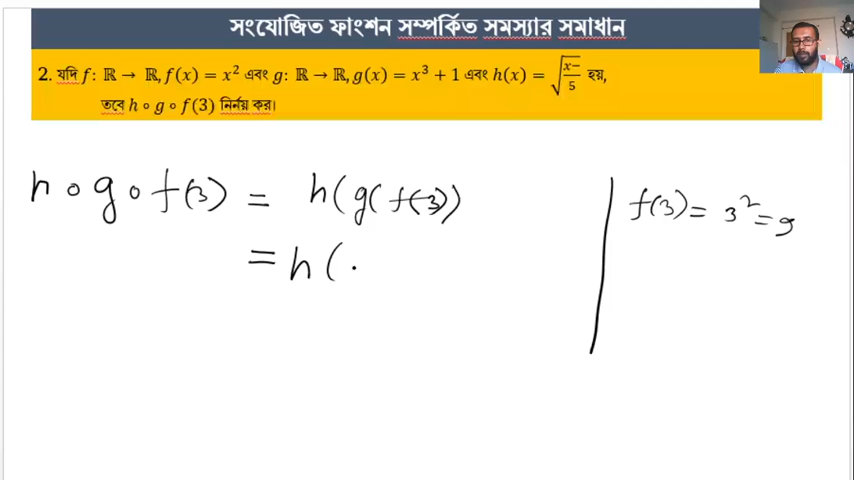 সংযোজিত ফাংশন সম্পর্কিত সমস্যার সমাধান
2. যদি f: ℝ → ℝ, f(x) = x² এবং g: ℝ → ℝ, g(x) = x³ + 1 এবং h(x) = √(x−/5) হয়,
তবে h ∘ g ∘ f(3) নির্নয় কর।
h o g o f(3) = h(g(f(3))
= h(.
f(3) = 3² = 9